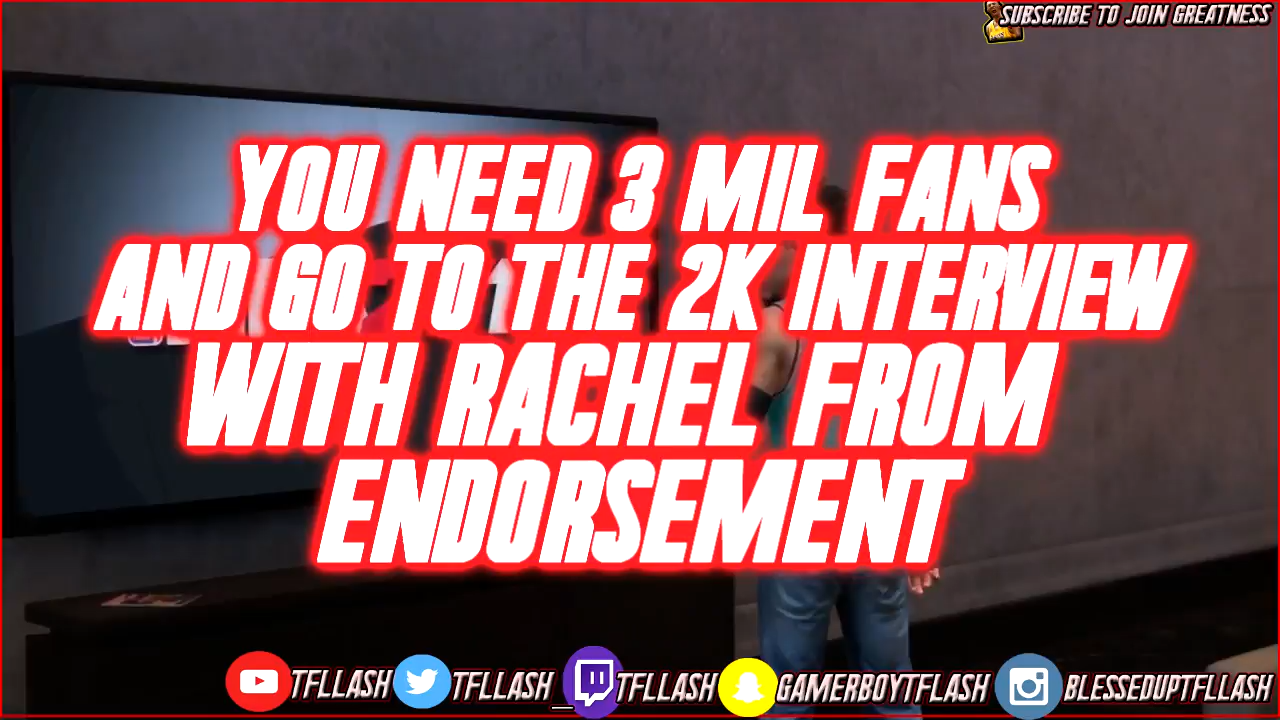 SUBSCRIBE TO JOIN GREATNESS
YOU NEED 3 MIL FANS
AND GO TO THE 2K INTERVIEW
WITH RACHEL FROM
ENDORSEMENT
TFLLASH TFLLASH_ TFLLASH GAMERBOYTFLASH BLESSEDUPTFLLASH